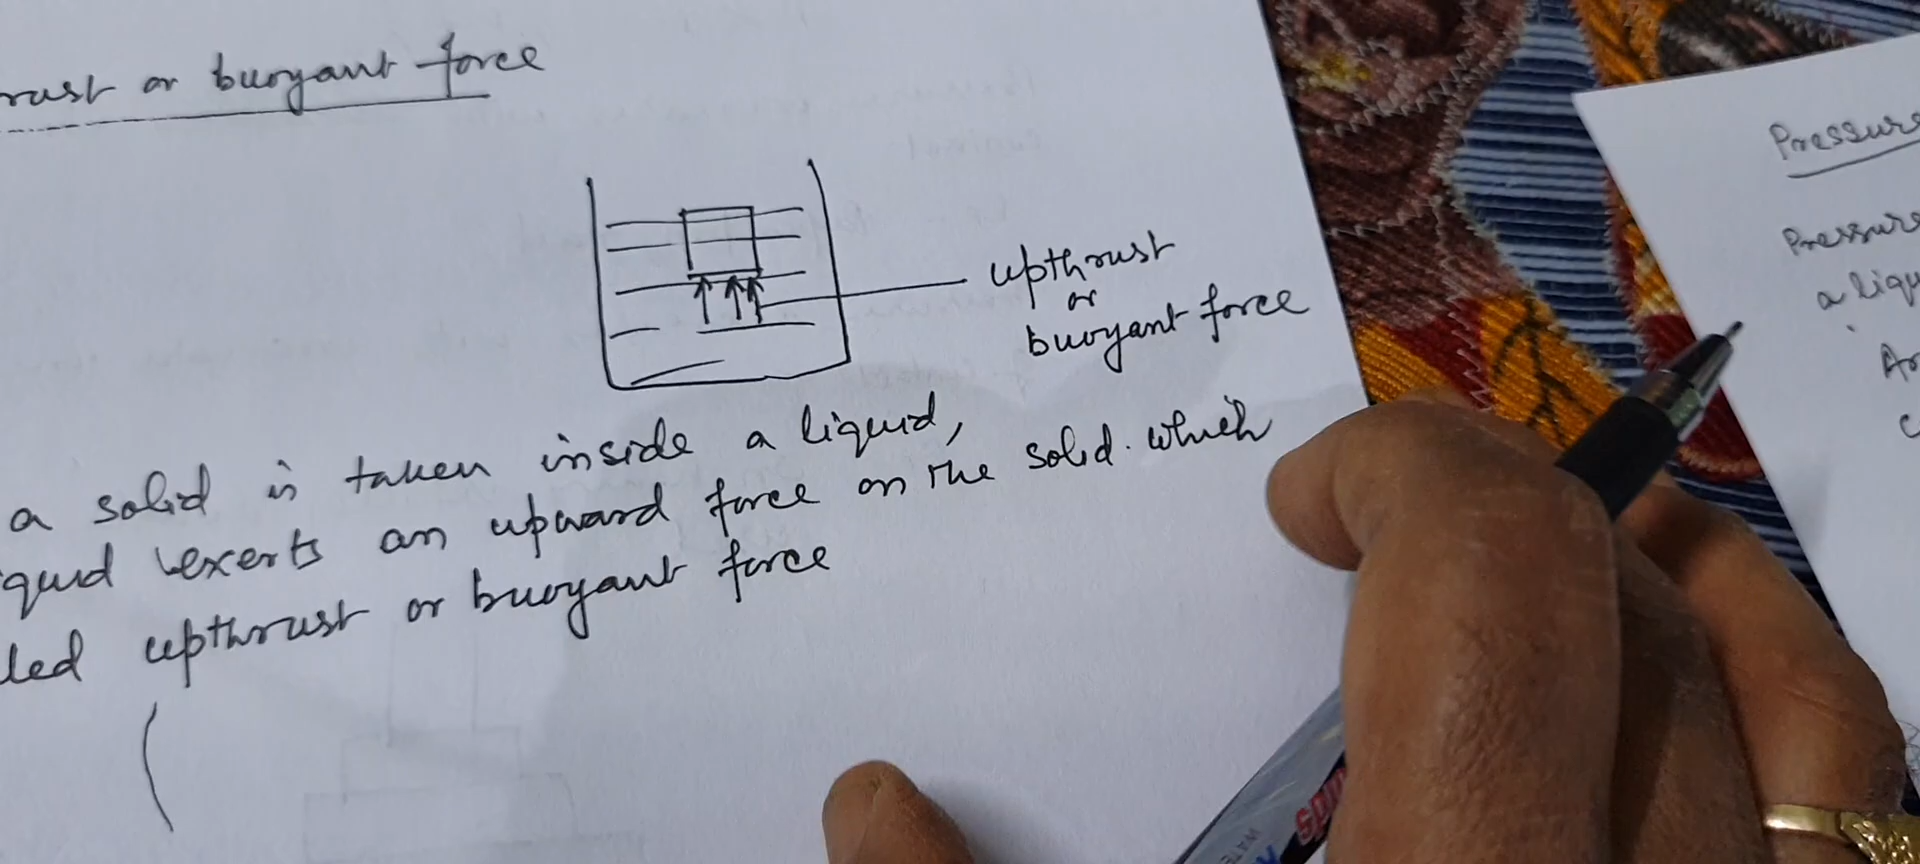 rust or buoyant force
upthrust
or
buoyant force
a solid is taken inside a liquid,
quid exerts an upward force on the solid. which
led upthrust or buoyant force
Pressure
Pressure
a liqu